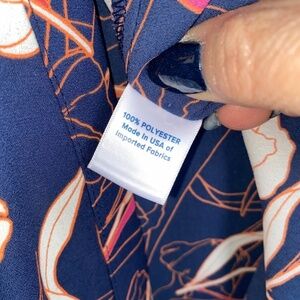 100% POLYESTER
Made in USA of
Imported Fabrics